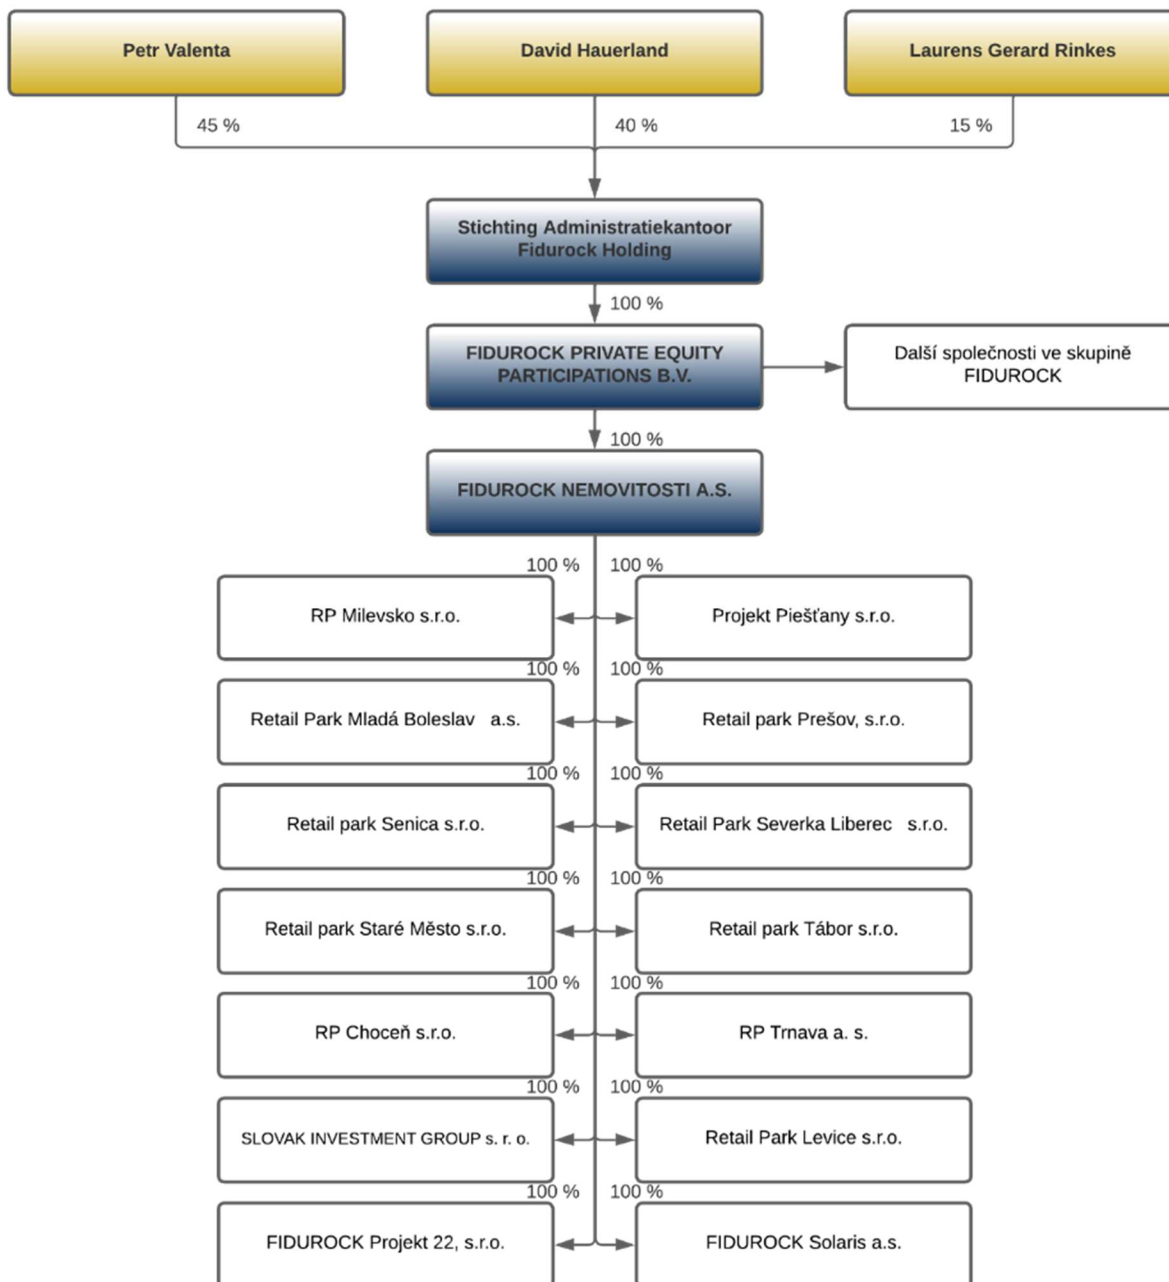 Petr Valenta
David Hauerland
Laurens Gerard Rinkes
45 %
40 %
15 %
Stichting Administratiekantoor
Fidurock Holding
100 %
FIDUROCK PRIVATE EQUITY
PARTICIPATIONS B.V.
Další společnosti ve skupině
FIDUROCK
100 %
FIDUROCK NEMOVITOSTI A.S.
100 %
100 %
RP Milevsko s.r.o.
Projekt Piešťany s.r.o.
100 %
100 %
Retail Park Mladá Boleslav a.s.
Retail park Prešov, s.r.o.
100 %
100 %
Retail park Senica s.r.o.
Retail Park Severka Liberec s.r.o.
100 %
100 %
Retail park Staré Město s.r.o.
Retail park Tábor s.r.o.
100 %
100 %
RP Choceň s.r.o.
RP Trnava a. s.
100 %
100 %
SLOVAK INVESTMENT GROUP s. r. o.
Retail Park Levice s.r.o.
100 %
100 %
FIDUROCK Projekt 22, s.r.o.
FIDUROCK Solaris a.s.